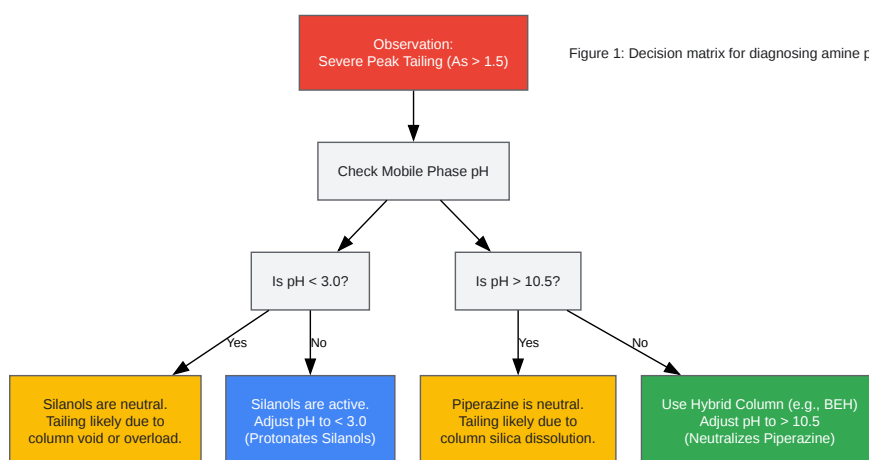 Observation:
Severe Peak Tailing (As > 1.5)
Figure 1: Decision matrix for diagnosing amine
Check Mobile Phase pH
Is pH < 3.0?
Is pH > 10.5?
Yes
No
Yes
No
Silanols are neutral.
Tailing likely due to
column void or overload.
Silanols are active.
Adjust pH to < 3.0
(Protonates Silanols)
Piperazine is neutral.
Tailing likely due to
column silica dissolution.
Use Hybrid Column (e.g., BEH)
Adjust pH to > 10.5
(Neutralizes Piperazine)